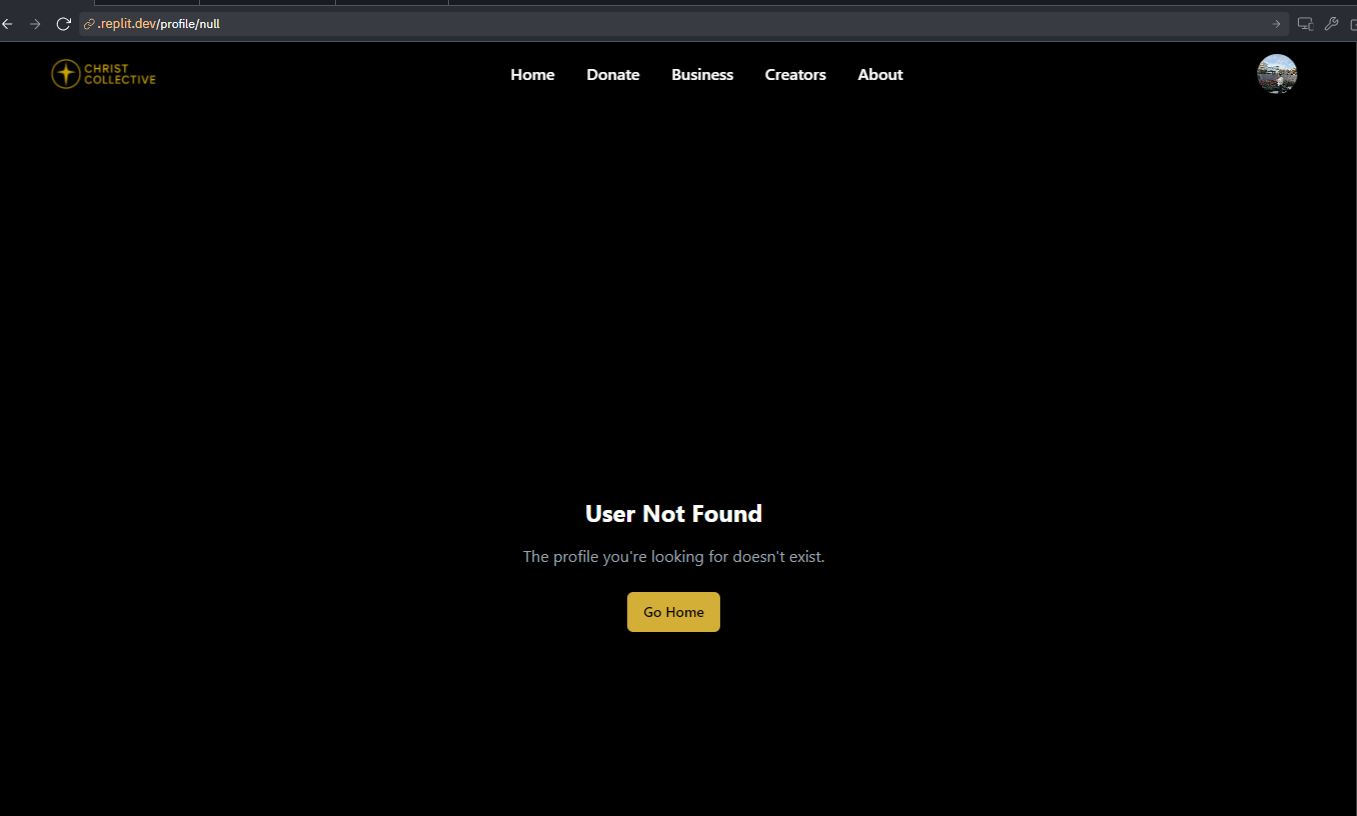 .replit.dev/profile/null
CHRIST
COLLECTIVE
Home Donate Business Creators About
User Not Found
The profile you're looking for doesn't exist.
Go Home